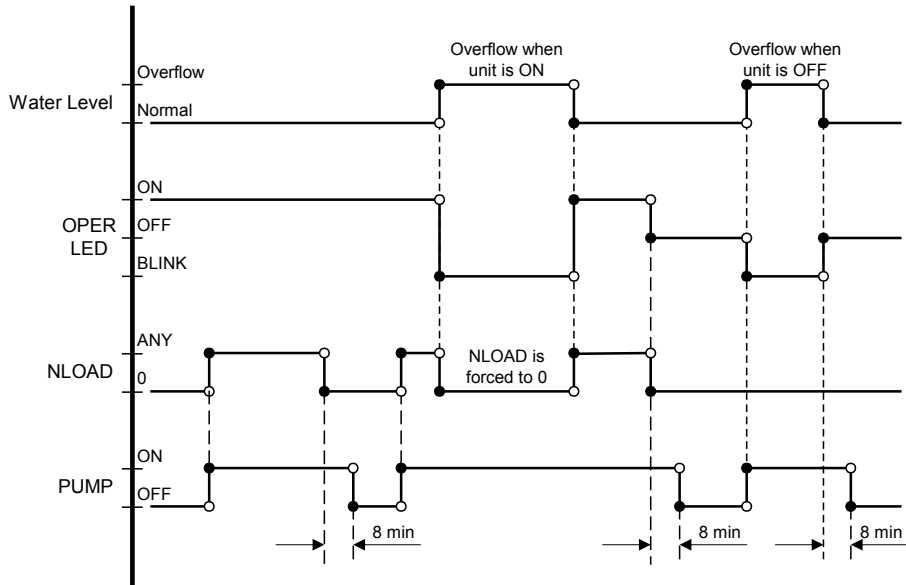 Overflow when
unit is ON
Overflow when
unit is OFF
Overflow
Water Level
Normal
ON
OPER
LED
OFF
BLINK
ANY
NLOAD
0
NLOAD is
forced to 0
ON
PUMP
OFF
8 min
8 min
8 min